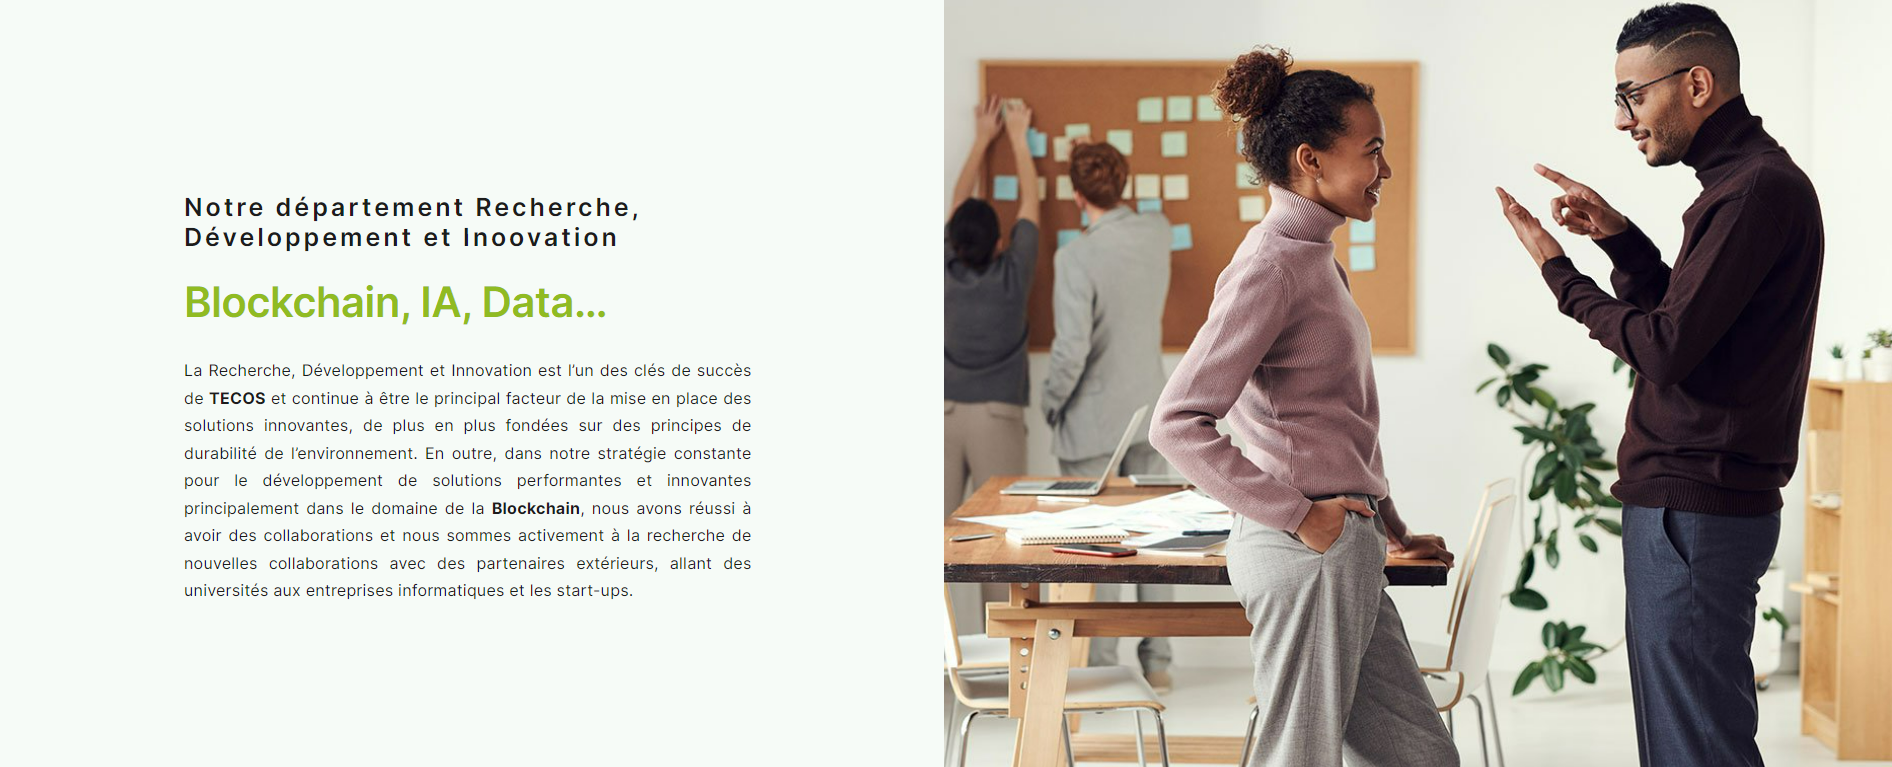 Notre département Recherche,
Développement et Inoovation
Blockchain, IA, Data...
La Recherche, Développement et Innovation est l’un des clés de succès
de TECOS et continue à être le principal facteur de la mise en place des
solutions innovantes, de plus en plus fondées sur des principes de
durabilité de l’environnement. En outre, dans notre stratégie constante
pour le développement de solutions performantes et innovantes
principalement dans le domaine de la Blockchain, nous avons réussi à
avoir des collaborations et nous sommes activement à la recherche de
nouvelles collaborations avec des partenaires extérieurs, allant des
universités aux entreprises informatiques et les start-ups.